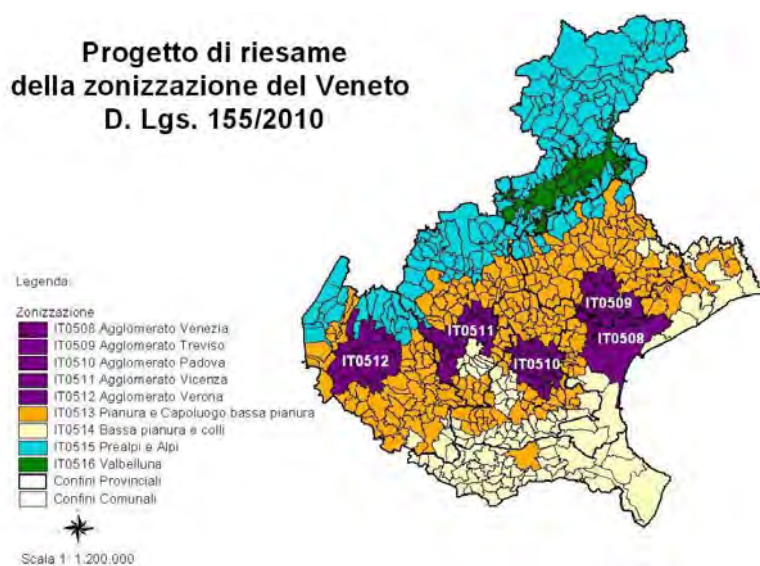 Progetto di riesame
della zonizzazione del Veneto
D. Lgs. 155/2010
Legenda:
Zonizzazione
IT0508 Agglomerato Venezia
IT0509 Agglomerato Treviso
IT0510 Agglomerato Padova
IT0511 Agglomerato Vicenza
IT0512 Agglomerato Verona
IT0513 Pianura e Capoluogo bassa pianura
IT0514 Bassa pianura e colli
IT0515 Prealpi e Alpi
IT0516 Valbelluna
Confini Provinciali
Confini Comunali
Scala 1: 1.200.000
IT0509
IT0511
IT0508
IT0512
IT0510